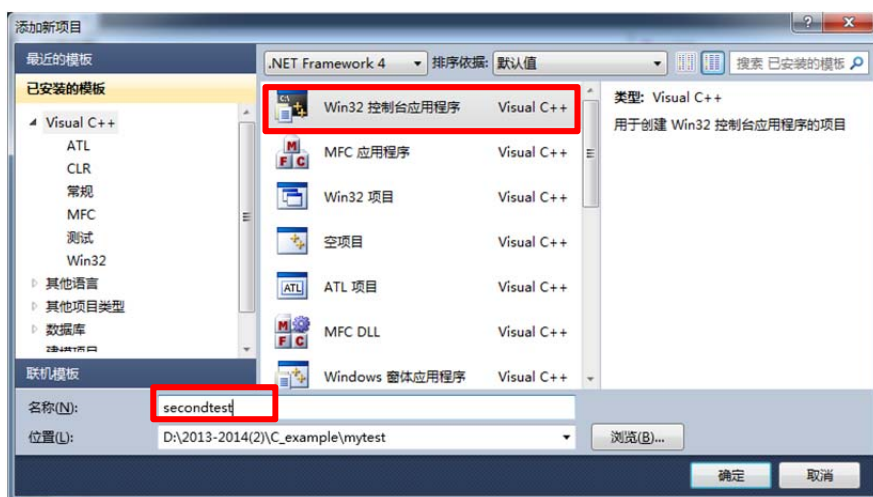 添加新项目
最近的模板
.NET Framework 4
排序依据: 默认值
搜索 已安装的模板
已安装的模板
Visual C++
ATL
CLR
常规
MFC
测试
Win32
其他语言
其他项目类型
数据库
建模项目
联机模板
Win32 控制台应用程序 Visual C++
MFC 应用程序 Visual C++
Win32 项目 Visual C++
空项目 Visual C++
ATL 项目 Visual C++
MFC DLL Visual C++
Windows 窗体应用程序 Visual C++
类型: Visual C++
用于创建 Win32 控制台应用程序的项目
名称(N): secondtest
位置(L): D:\2013-2014(2)\C_example\mytest 浏览(B)...
确定 取消